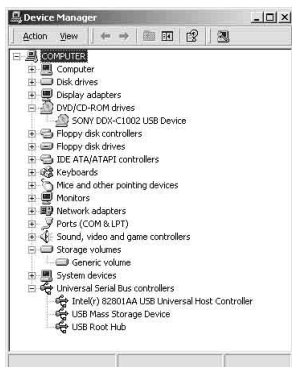 Device Manager
Action View
COMPUTER
Computer
Disk drives
Display adapters
DVD/CD-ROM drives
SONY DDX-C1002 USB Device
Floppy disk controllers
Floppy disk drives
IDE ATA/ATAPI controllers
Keyboards
Mice and other pointing devices
Monitors
Network adapters
Ports (COM & LPT)
Sound, video and game controllers
Storage volumes
Generic volume
System devices
Universal Serial Bus controllers
Intel(r) 82801AA USB Universal Host Controller
USB Mass Storage Device
USB Root Hub